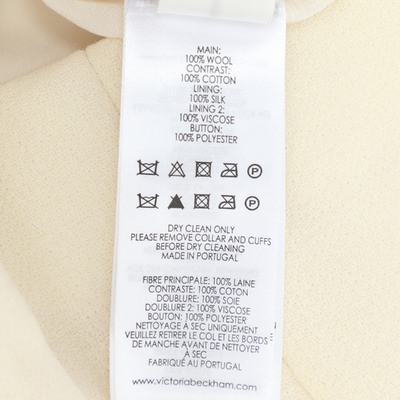 MAIN:
100% WOOL
CONTRAST:
100% COTTON
LINING:
100% SILK
LINING 2:
100% VISCOSE
BUTTON:
100% POLYESTER
P
P
DRY CLEAN ONLY
PLEASE REMOVE COLLAR AND CUFFS
BEFORE DRY CLEANING
MADE IN PORTUGAL
FIBRE PRINCIPALE: 100% LAINE
CONTRASTE: 100% COTON
DOUBLURE: 100% SOIE
DOUBLURE 2: 100% VISCOSE
BOUTON: 100% POLYESTER
NETTOYAGE À SEC UNIQUEMENT
VEUILLEZ RETIRER LE COL ET LES BORDS
DE MANCHE AVANT DE NETTOYER
À SEC
FABRIQUÉ AU PORTUGAL
www.victoriabeckham.com